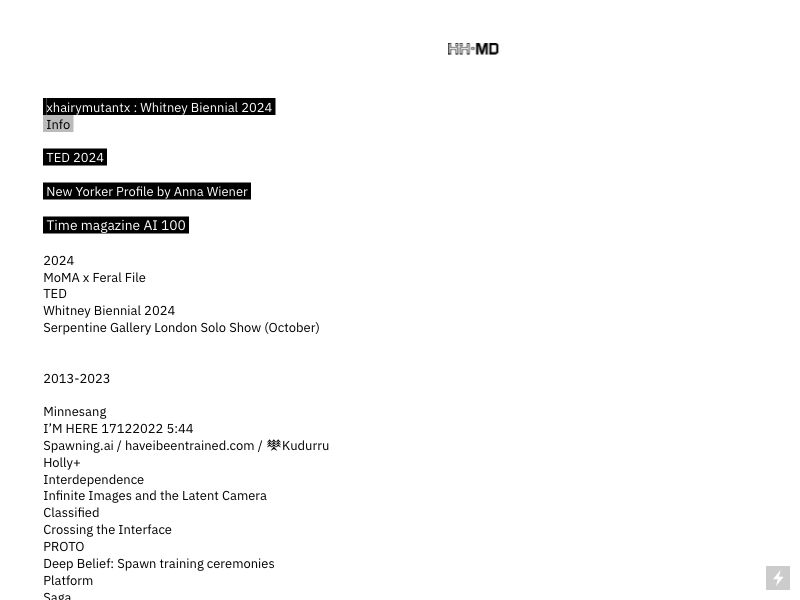 HH-MD
xhairymutantx : Whitney Biennial 2024
Info
TED 2024
New Yorker Profile by Anna Wiener
Time magazine AI 100
2024
MoMA x Feral File
TED
Whitney Biennial 2024
Serpentine Gallery London Solo Show (October)
2013-2023
Minnesang
I’M HERE 17122022 5:44
Spawning.ai / haveibeentrained.com / Kudurru
Holly+
Interdependence
Infinite Images and the Latent Camera
Classified
Crossing the Interface
PROTO
Deep Belief: Spawn training ceremonies
Platform
Saga